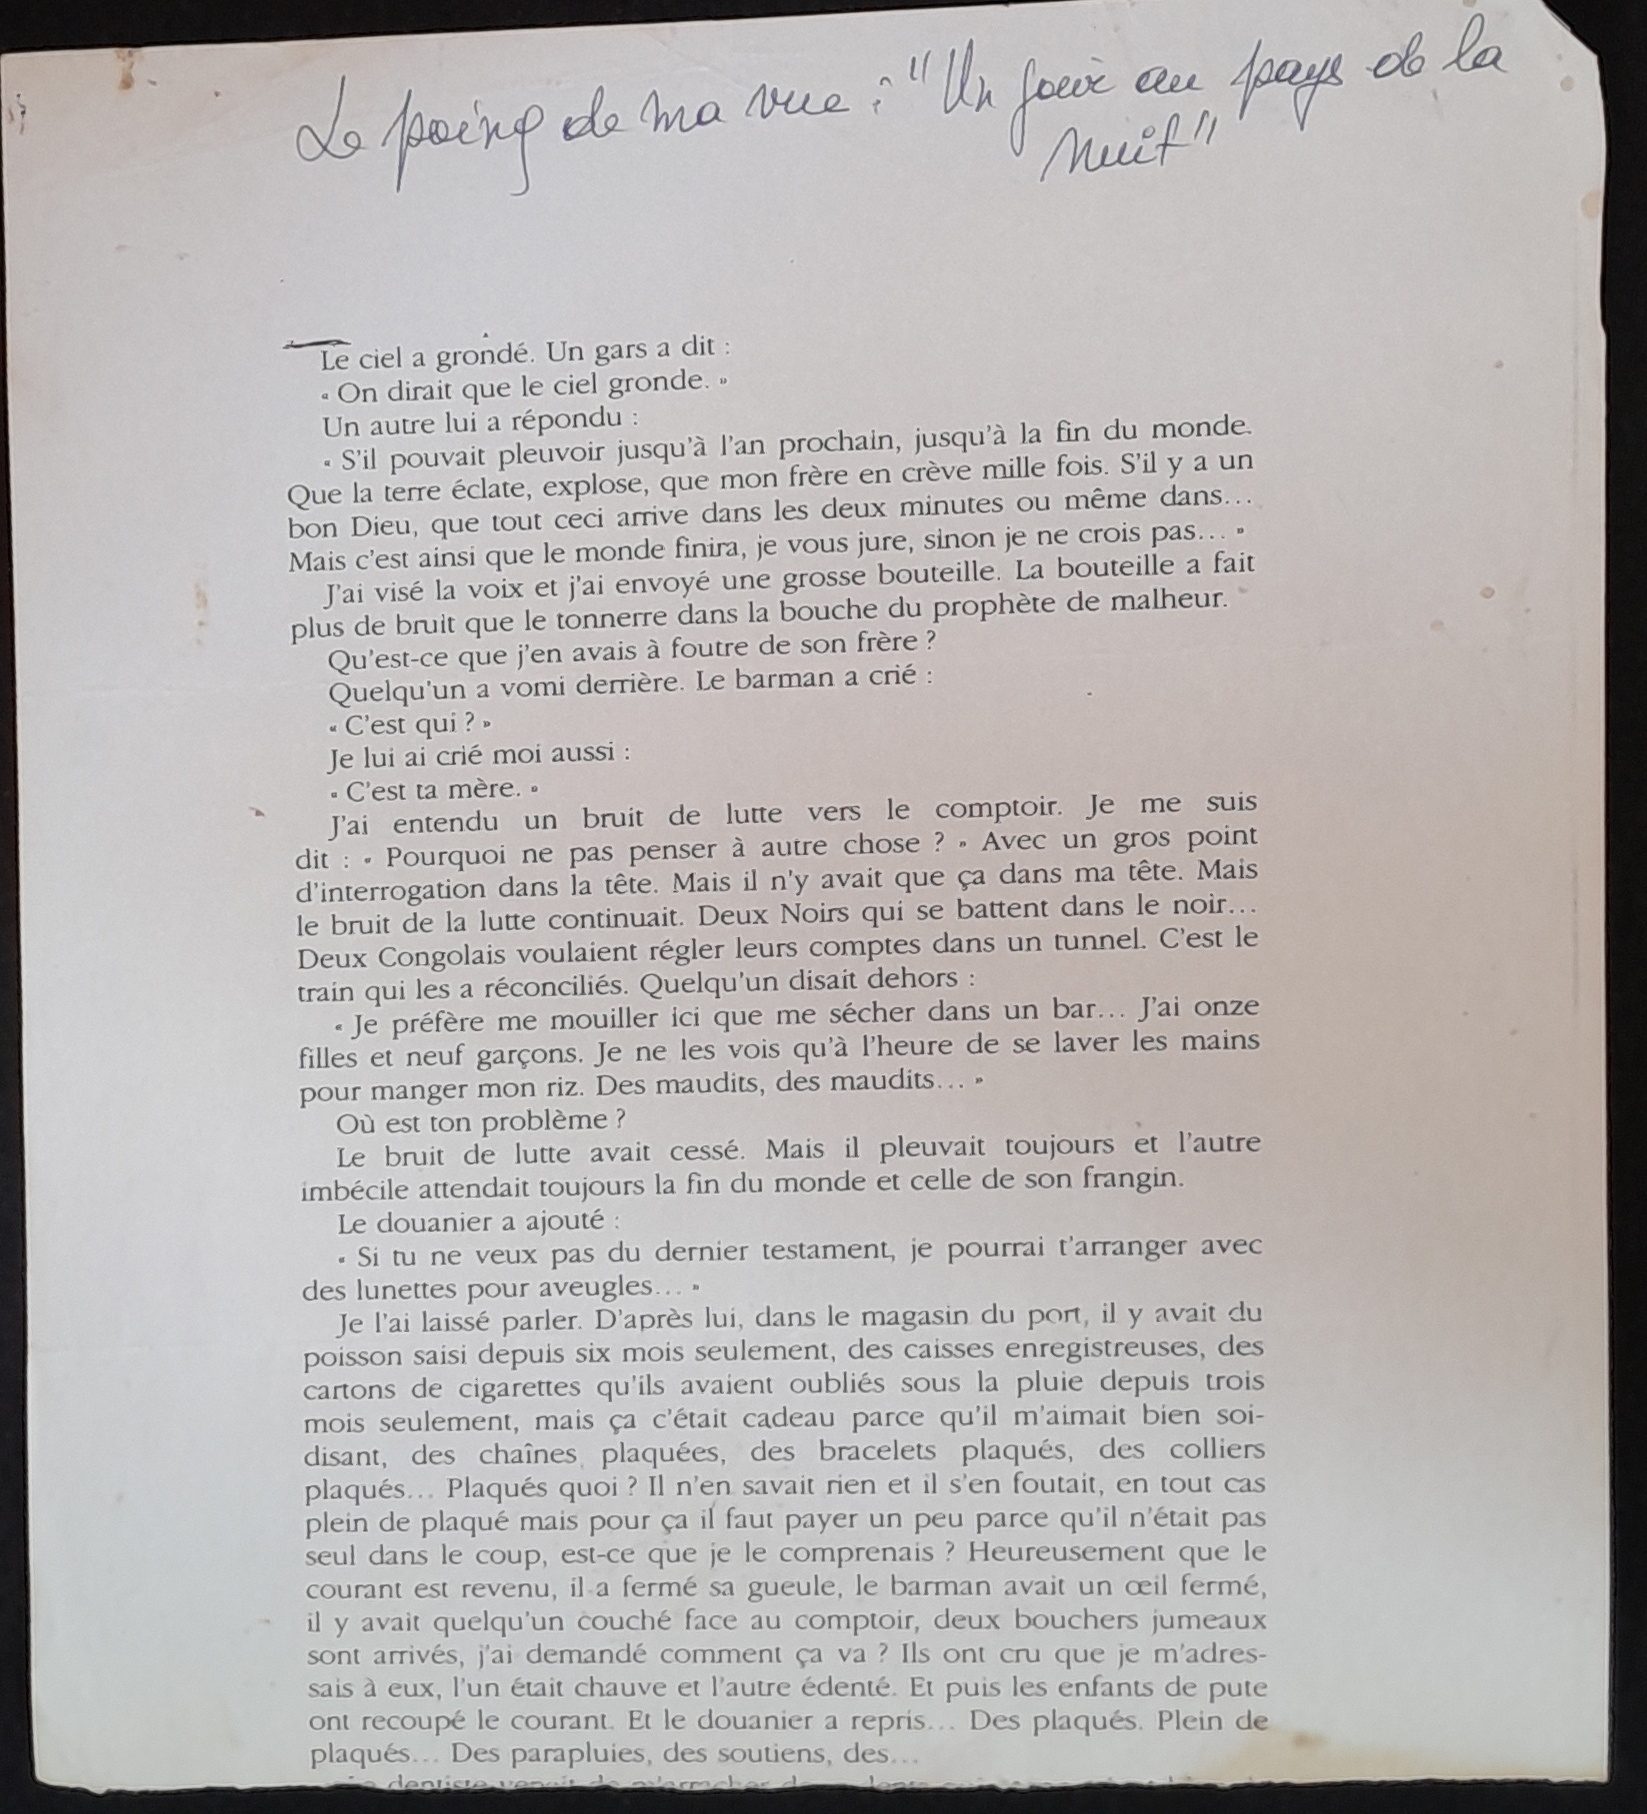 Le poing de ma vue : "Un jour au pays de la
Nuit"
Le ciel a grondé. Un gars a dit :
« On dirait que le ciel gronde. »
Un autre lui a répondu :
« S'il pouvait pleuvoir jusqu'à l'an prochain, jusqu'à la fin du monde.
Que la terre éclate, explose, que mon frère en crève mille fois. S'il y a un
bon Dieu, que tout ceci arrive dans les deux minutes ou même dans...
Mais c'est ainsi que le monde finira, je vous jure, sinon je ne crois pas... »
J'ai visé la voix et j'ai envoyé une grosse bouteille. La bouteille a fait
plus de bruit que le tonnerre dans la bouche du prophète de malheur.
Qu'est-ce que j'en avais à foutre de son frère ?
Quelqu'un a vomi derrière. Le barman a crié :
« C'est qui ? »
Je lui ai crié moi aussi :
« C'est ta mère. »
J'ai entendu un bruit de lutte vers le comptoir. Je me suis
dit : « Pourquoi ne pas penser à autre chose ? » Avec un gros point
d'interrogation dans la tête. Mais il n'y avait que ça dans ma tête. Mais
le bruit de la lutte continuait. Deux Noirs qui se battent dans le noir...
Deux Congolais voulaient régler leurs comptes dans un tunnel. C'est le
train qui les a réconciliés. Quelqu'un disait dehors :
« Je préfère me mouiller ici que me sécher dans un bar... J'ai onze
filles et neuf garçons. Je ne les vois qu'à l'heure de se laver les mains
pour manger mon riz. Des maudits, des maudits... »
Où est ton problème ?
Le bruit de lutte avait cessé. Mais il pleuvait toujours et l'autre
imbécile attendait toujours la fin du monde et celle de son frangin.
Le douanier a ajouté :
« Si tu ne veux pas du dernier testament, je pourrai t'arranger avec
des lunettes pour aveugles... »
Je l'ai laissé parler. D'après lui, dans le magasin du port, il y avait du
poisson saisi depuis six mois seulement, des caisses enregistreuses, des
cartons de cigarettes qu'ils avaient oubliés sous la pluie depuis trois
mois seulement, mais ça c'était cadeau parce qu'il m'aimait bien soi-
disant, des chaînes plaquées, des bracelets plaqués, des colliers
plaqués... Plaqués quoi ? Il n'en savait rien et il s'en foutait, en tout cas
plein de plaqué mais pour ça il faut payer un peu parce qu'il n'était pas
seul dans le coup, est-ce que je le comprenais ? Heureusement que le
courant est revenu, il a fermé sa gueule, le barman avait un œil fermé,
il y avait quelqu'un couché face au comptoir, deux bouchers jumeaux
sont arrivés, j'ai demandé comment ça va ? Ils ont cru que je m'adres-
sais à eux, l'un était chauve et l'autre édenté. Et puis les enfants de pute
ont recoupé le courant. Et le douanier a repris... Des plaqués. Plein de
plaqués... Des parapluies, des soutiens, des...
dentiste venait de m'arracher